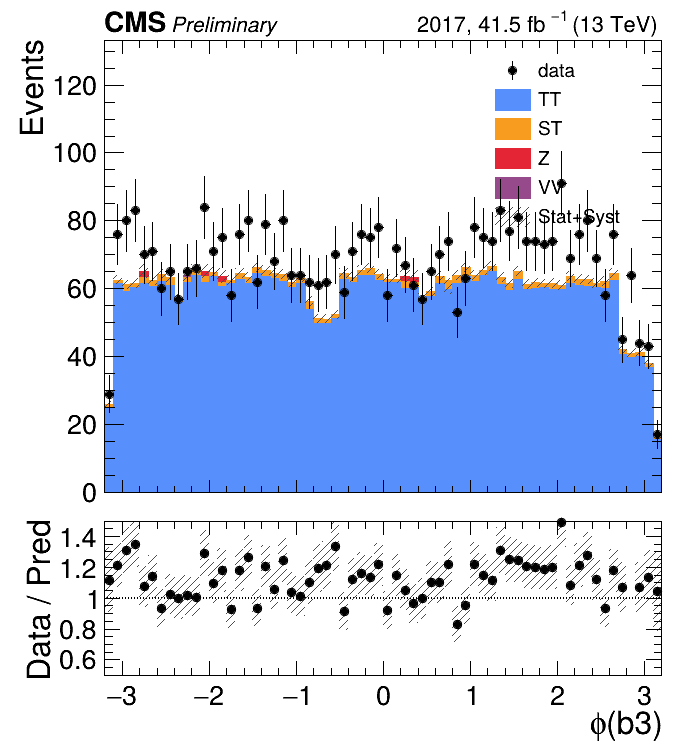 CMS Preliminary 2017, 41.5 fb⁻¹ (13 TeV)
Events
120
100
80
60
40
20
0
data
TT
ST
Z
VV
Stat+Syst
Data / Pred
1.4
1.2
1
0.8
0.6
−3 −2 −1 0 1 2 3
ϕ(b3)